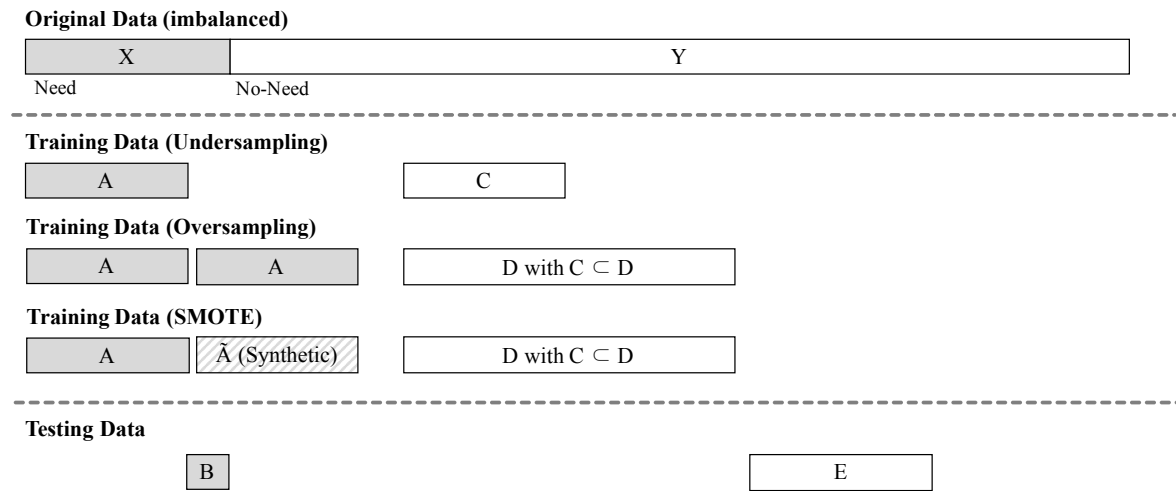 Original Data (imbalanced)
X Y
Need No-Need
Training Data (Undersampling)
A C
Training Data (Oversampling)
A A D with C ⊂ D
Training Data (SMOTE)
A Ã (Synthetic) D with C ⊂ D
Testing Data
B E